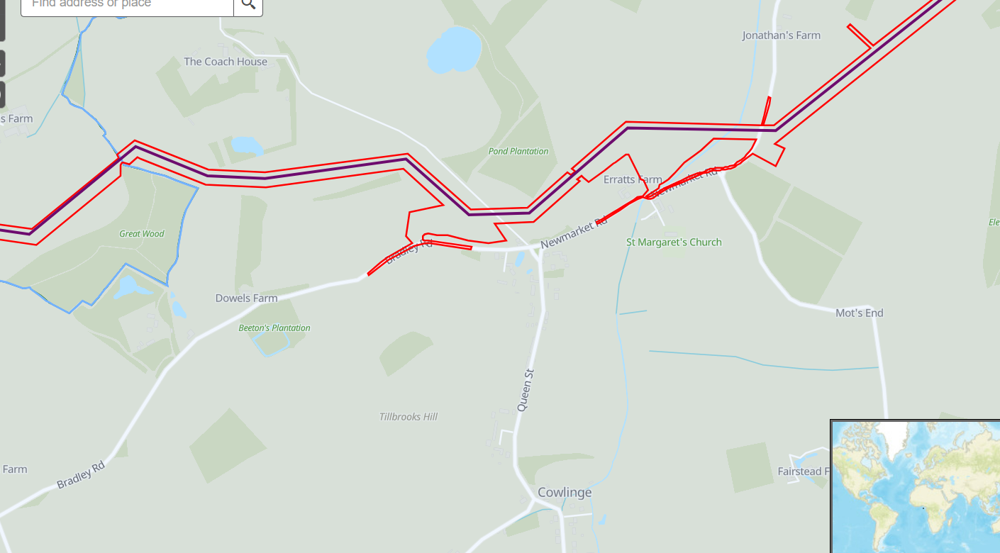 Find address or place
Jonathan's Farm
The Coach House
s Farm
Pond Plantation
Erratts Farm
Newmarket Rd
Great Wood
Newmarket Rd
Ele
St Margaret's Church
Bradley Rd
Dowels Farm
Mot's End
Beeton's Plantation
Queen St
Tillbrooks Hill
Farm
Bradley Rd
Fairstead F
Cowlinge